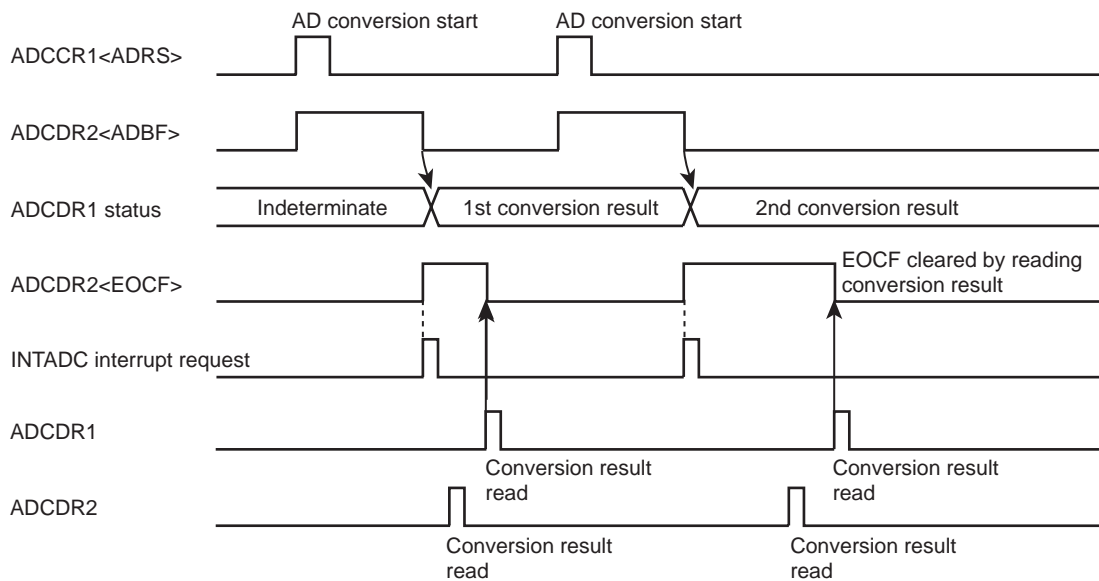 AD conversion start
AD conversion start
ADCCR1<ADRS>
ADCDR2<ADBF>
ADCDR1 status
Indeterminate
1st conversion result
2nd conversion result
ADCDR2<EOCF>
EOCF cleared by reading
conversion result
INTADC interrupt request
ADCDR1
Conversion result
read
Conversion result
read
ADCDR2
Conversion result
read
Conversion result
read